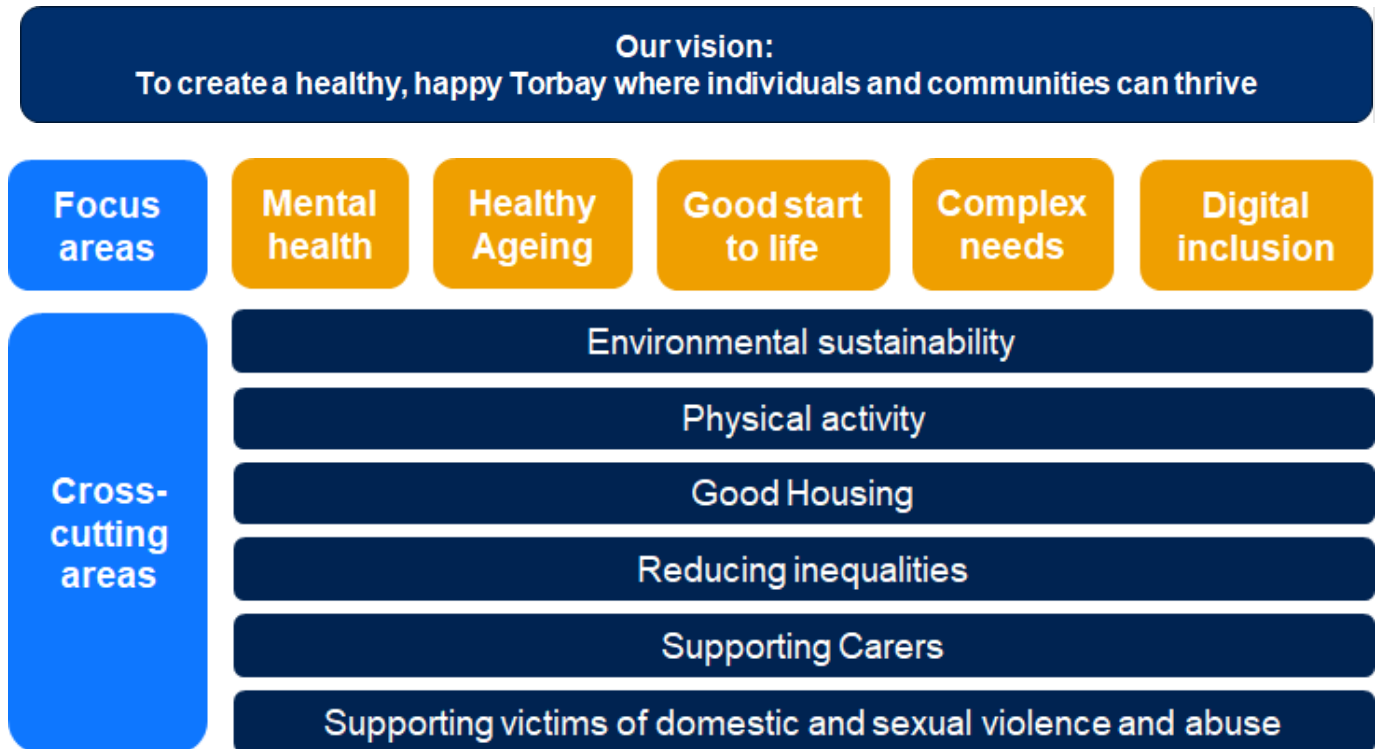 Our vision:
To create a healthy, happy Torbay where individuals and communities can thrive
Focus
areas
Mental
health
Healthy
Ageing
Good start
to life
Complex
needs
Digital
inclusion
Cross-
cutting
areas
Environmental sustainability
Physical activity
Good Housing
Reducing inequalities
Supporting Carers
Supporting victims of domestic and sexual violence and abuse